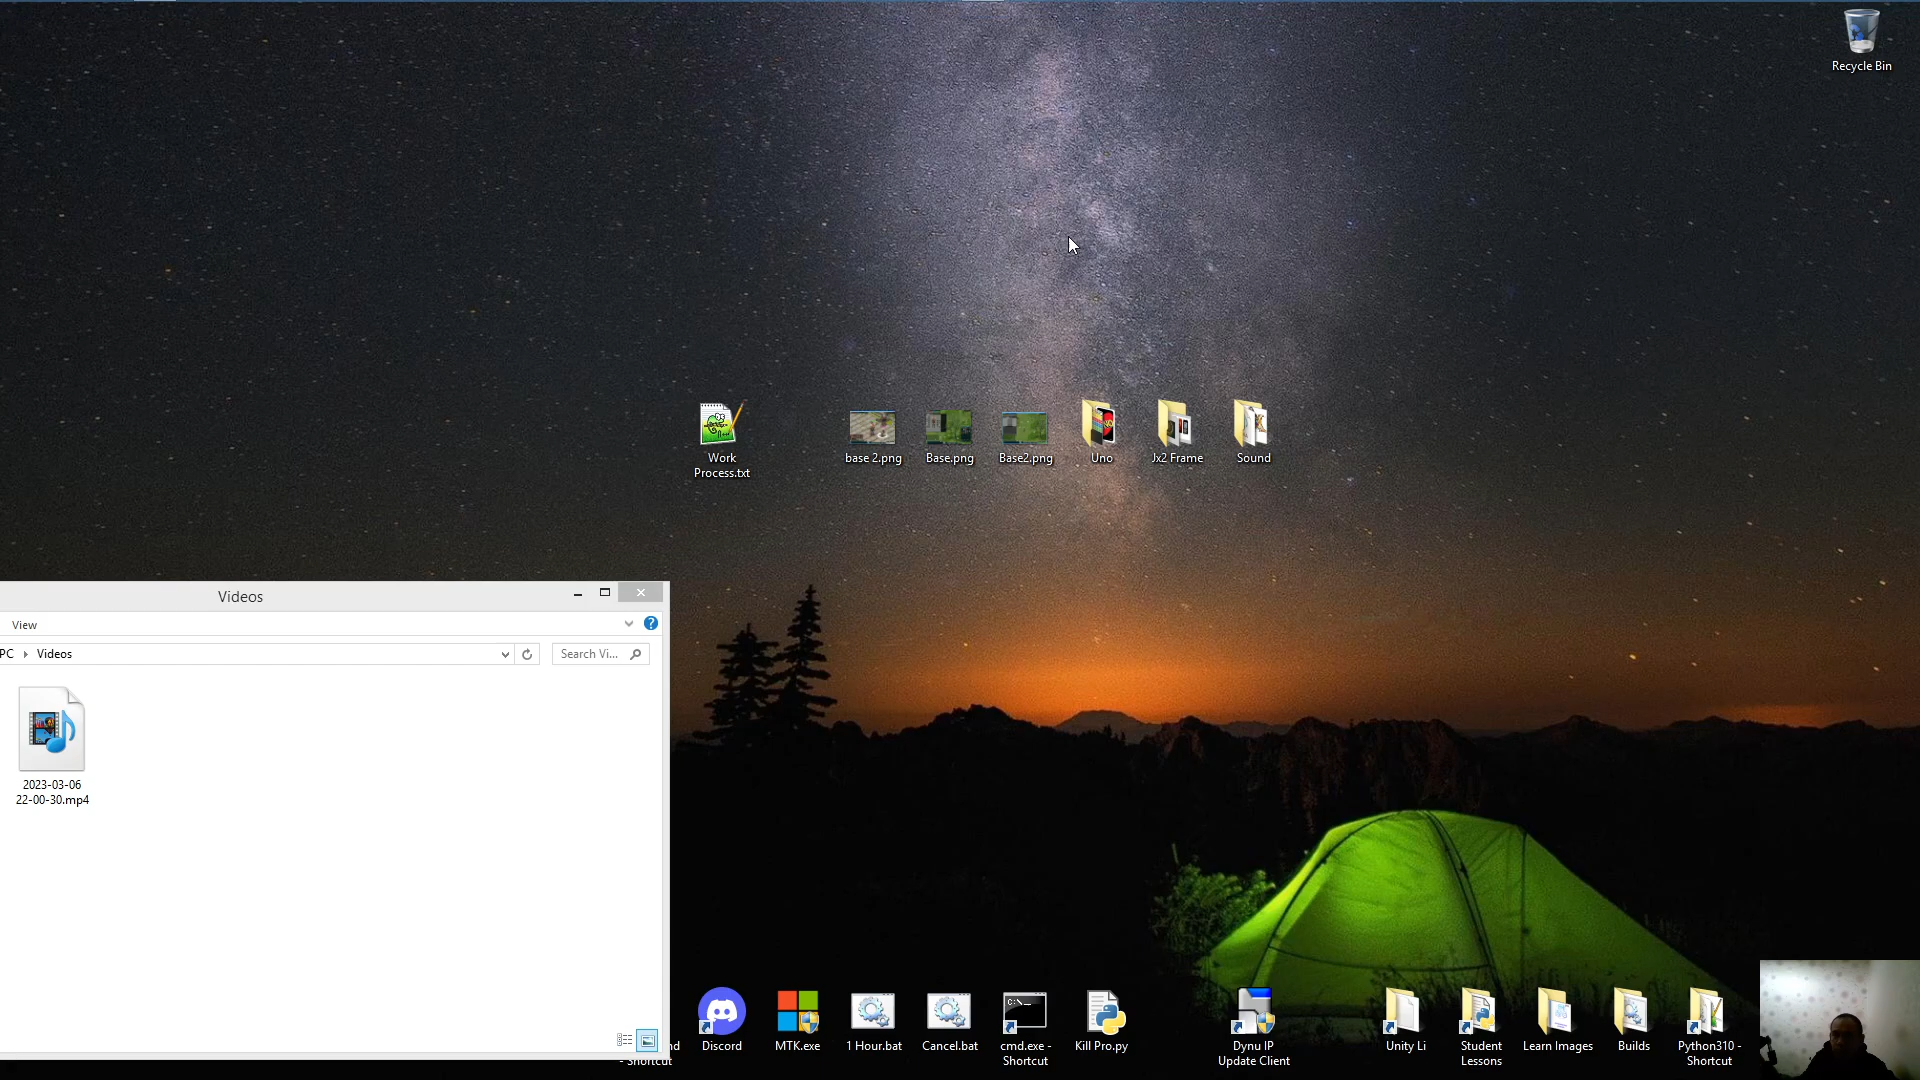 Recycle Bin
Work
Process.txt
base 2.png
Base.png
Base2.png
Uno
Jx2 Frame
Sound
Videos
View
PC
Videos
Search Vi...
2023-03-06
22-00-30.mp4
nd
- Shortcut
Discord
MTK.exe
1 Hour.bat
Cancel.bat
cmd.exe -
Shortcut
Kill Pro.py
Dynu IP
Update Client
Unity Li
Student
Lessons
Learn Images
Builds
Python310 -
Shortcut